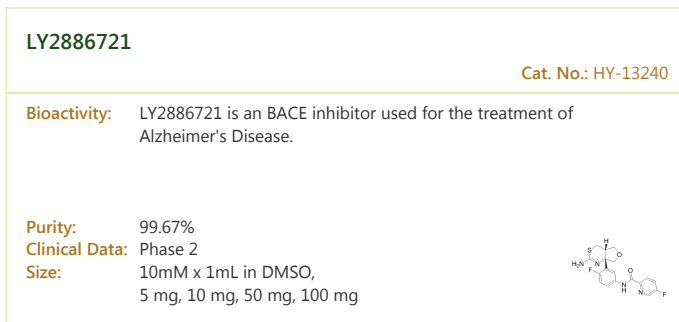 LY2886721
Cat. No.: HY-13240
Bioactivity: LY2886721 is an BACE inhibitor used for the treatment of
Alzheimer's Disease.
Purity: 99.67%
Clinical Data: Phase 2
Size: 10mM x 1mL in DMSO,
5 mg, 10 mg, 50 mg, 100 mg
H
S
O
H₂N
N
F
O
N
H
N
F